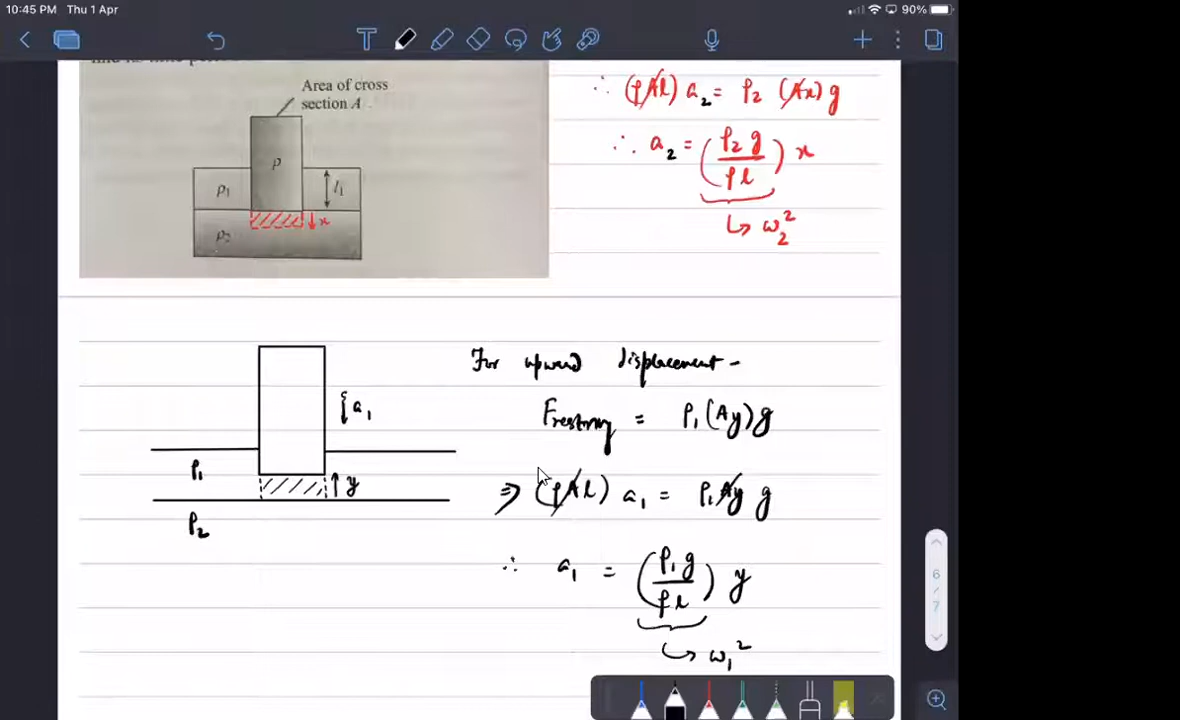 10:45 PM Thu 1 Apr
90%
Area of cross
section A
ρ
ρ1
l1
x
ρ2
∴ (ρAl) a2 = ρ2 (Ax) g
∴ a2 = (ρ2 g / ρl) x
↳ ω2²
For upward displacement -
a1
Frestoring = ρ1 (Ay) g
ρ1
y
⇒ (ρAl) a1 = ρ1 Ay g
ρ2
∴ a1 = (ρ1 g / ρl) y
↳ ω1²
6
7